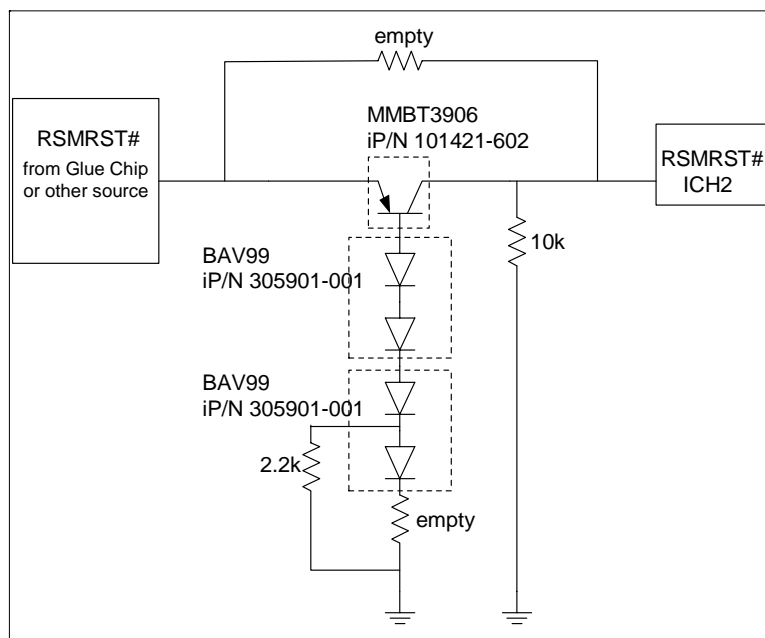 empty
MMBT3906
iP/N 101421-602
RSMRST#
from Glue Chip
or other source
RSMRST#
ICH2
10k
BAV99
iP/N 305901-001
BAV99
iP/N 305901-001
2.2k
empty